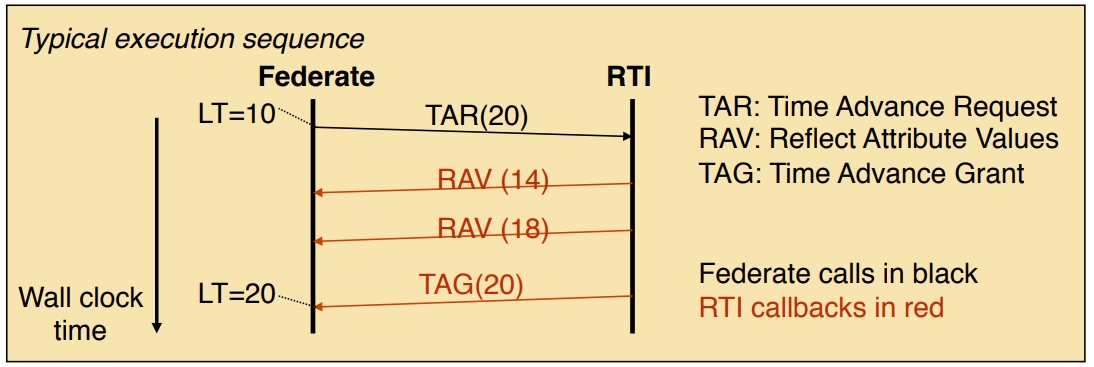 Typical execution sequence
Federate
RTI
LT=10
TAR(20)
TAR: Time Advance Request
RAV: Reflect Attribute Values
TAG: Time Advance Grant
RAV (14)
RAV (18)
Federate calls in black
RTI callbacks in red
TAG(20)
LT=20
Wall clock
time